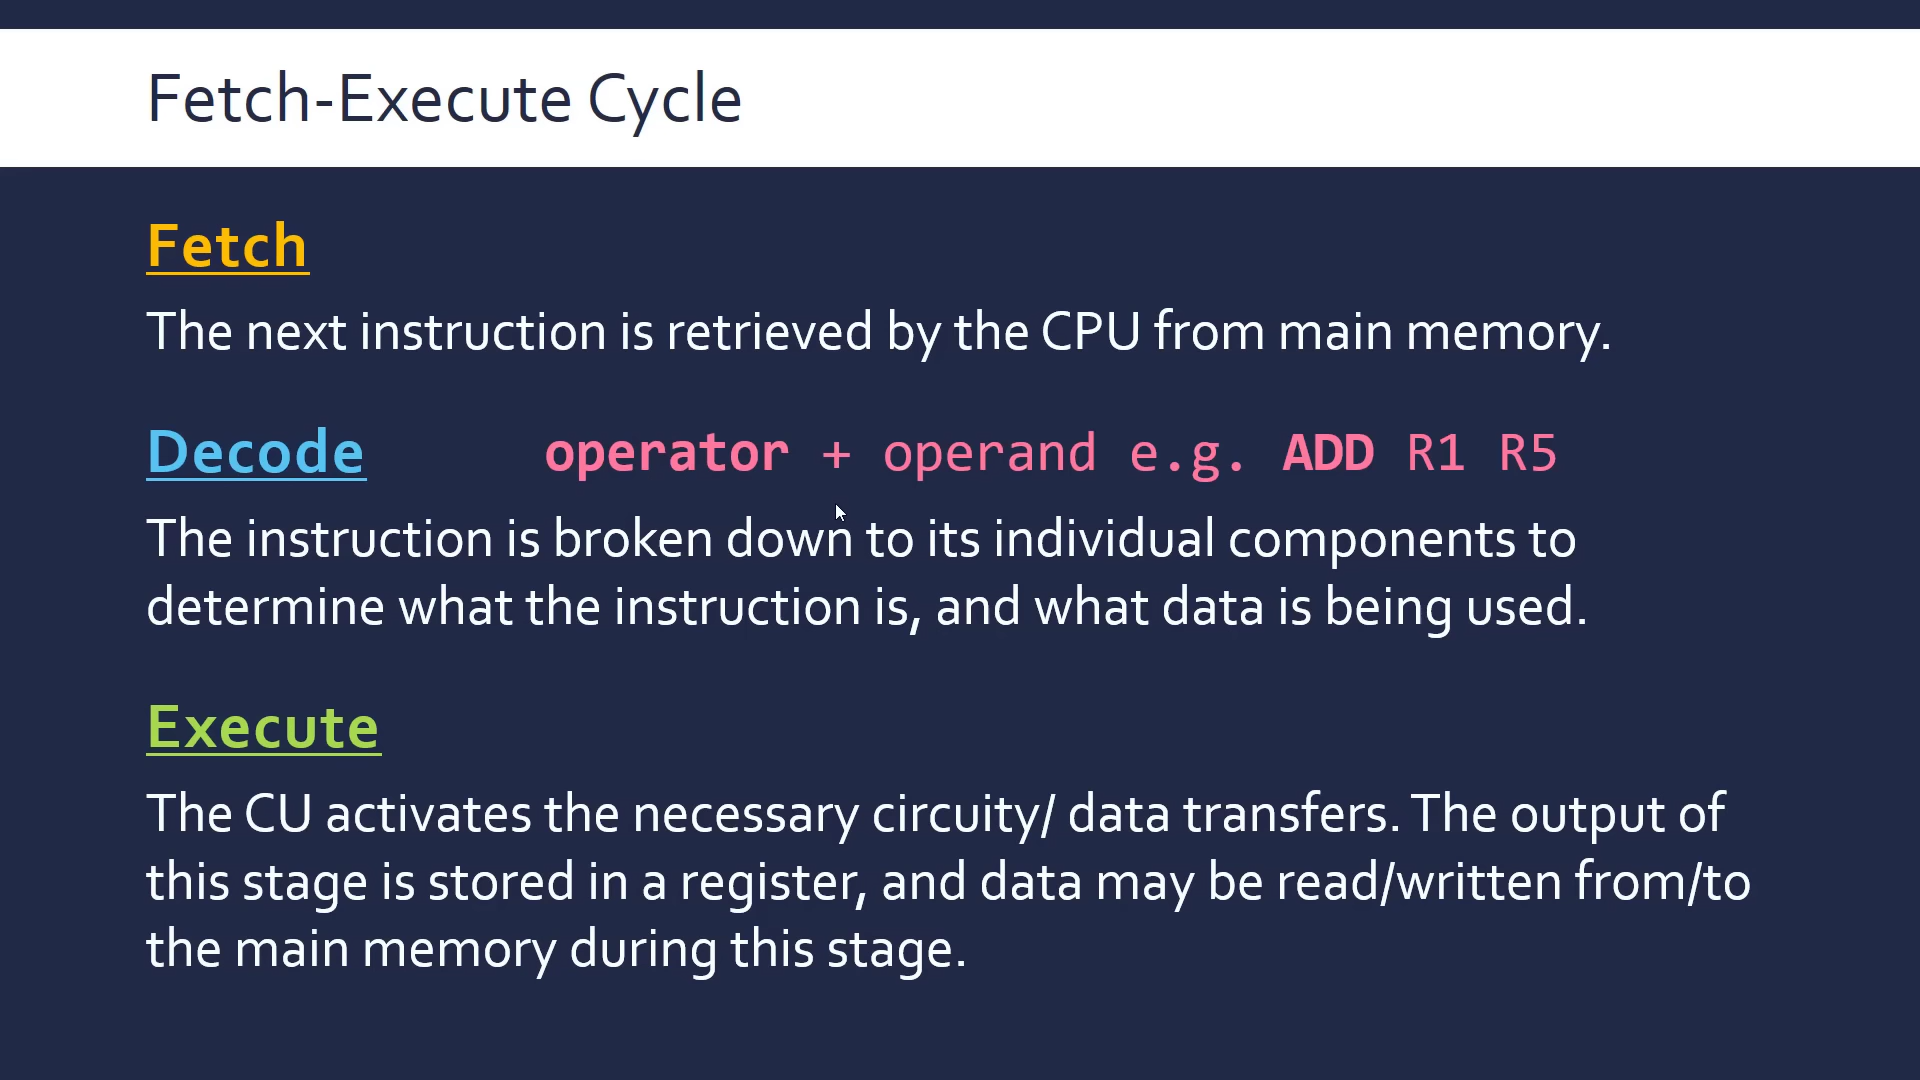 Fetch-Execute Cycle
Fetch
The next instruction is retrieved by the CPU from main memory.
Decode operator + operand e.g. ADD R1 R5
The instruction is broken down to its individual components to
determine what the instruction is, and what data is being used.
Execute
The CU activates the necessary circuity/ data transfers. The output of
this stage is stored in a register, and data may be read/written from/to
the main memory during this stage.